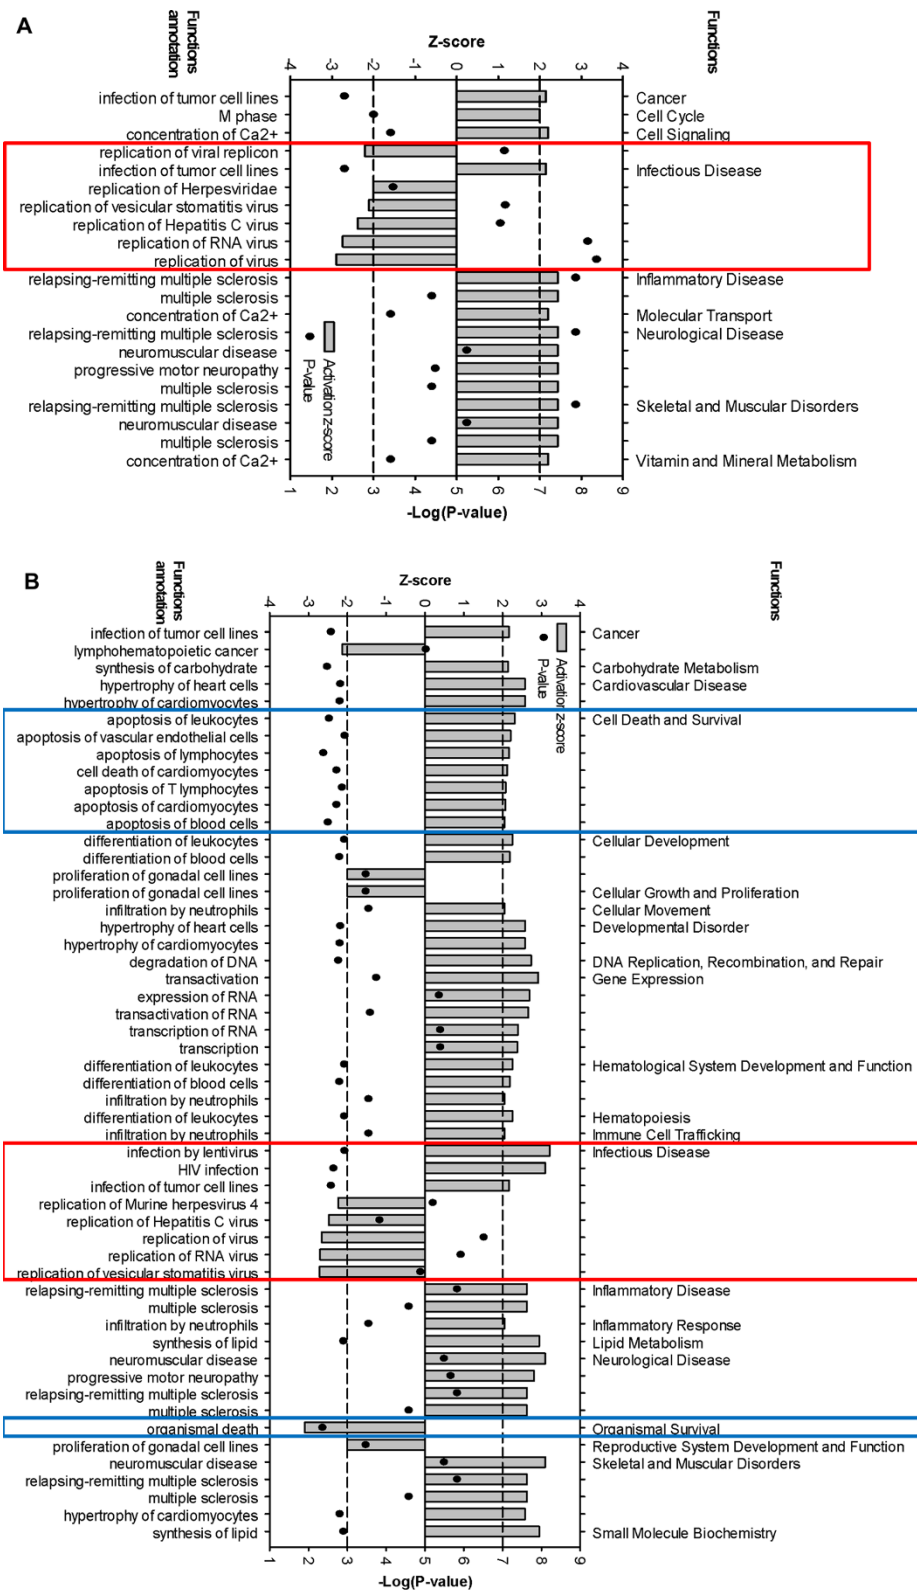 A
Functions annotation
Z-score
Functions
-4 -3 -2 -1 0 1 2 3 4
infection of tumor cell lines Cancer
M phase Cell Cycle
concentration of Ca2+ Cell Signaling
replication of viral replicon
infection of tumor cell lines Infectious Disease
replication of Herpesviridae
replication of vesicular stomatitis virus
replication of Hepatitis C virus
replication of RNA virus
replication of virus
relapsing-remitting multiple sclerosis Inflammatory Disease
multiple sclerosis
concentration of Ca2+ Molecular Transport
relapsing-remitting multiple sclerosis Neurological Disease
neuromuscular disease
progressive motor neuropathy
multiple sclerosis
relapsing-remitting multiple sclerosis Skeletal and Muscular Disorders
neuromuscular disease
multiple sclerosis
concentration of Ca2+ Vitamin and Mineral Metabolism
Activation z-score
P-value
1 2 3 4 5 6 7 8 9
-Log(P-value)
B
Functions annotation
Z-score
Functions
-4 -3 -2 -1 0 1 2 3 4
Activation z-score
P-value
infection of tumor cell lines Cancer
lymphohematopoietic cancer
synthesis of carbohydrate Carbohydrate Metabolism
hypertrophy of heart cells Cardiovascular Disease
hypertrophy of cardiomyocytes
apoptosis of leukocytes Cell Death and Survival
apoptosis of vascular endothelial cells
apoptosis of lymphocytes
cell death of cardiomyocytes
apoptosis of T lymphocytes
apoptosis of cardiomyocytes
apoptosis of blood cells
differentiation of leukocytes Cellular Development
differentiation of blood cells
proliferation of gonadal cell lines
proliferation of gonadal cell lines Cellular Growth and Proliferation
infiltration by neutrophils Cellular Movement
hypertrophy of heart cells Developmental Disorder
hypertrophy of cardiomyocytes
degradation of DNA DNA Replication, Recombination, and Repair
transactivation Gene Expression
expression of RNA
transactivation of RNA
transcription of RNA
transcription
differentiation of leukocytes Hematological System Development and Function
differentiation of blood cells
infiltration by neutrophils
differentiation of leukocytes Hematopoiesis
infiltration by neutrophils Immune Cell Trafficking
infection by lentivirus Infectious Disease
HIV infection
infection of tumor cell lines
replication of Murine herpesvirus 4
replication of Hepatitis C virus
replication of virus
replication of RNA virus
replication of vesicular stomatitis virus
relapsing-remitting multiple sclerosis Inflammatory Disease
multiple sclerosis
infiltration by neutrophils Inflammatory Response
synthesis of lipid Lipid Metabolism
neuromuscular disease Neurological Disease
progressive motor neuropathy
relapsing-remitting multiple sclerosis
multiple sclerosis
organismal death Organismal Survival
proliferation of gonadal cell lines Reproductive System Development and Function
neuromuscular disease Skeletal and Muscular Disorders
relapsing-remitting multiple sclerosis
multiple sclerosis
hypertrophy of cardiomyocytes
synthesis of lipid Small Molecule Biochemistry
1 2 3 4 5 6 7 8 9
-Log(P-value)